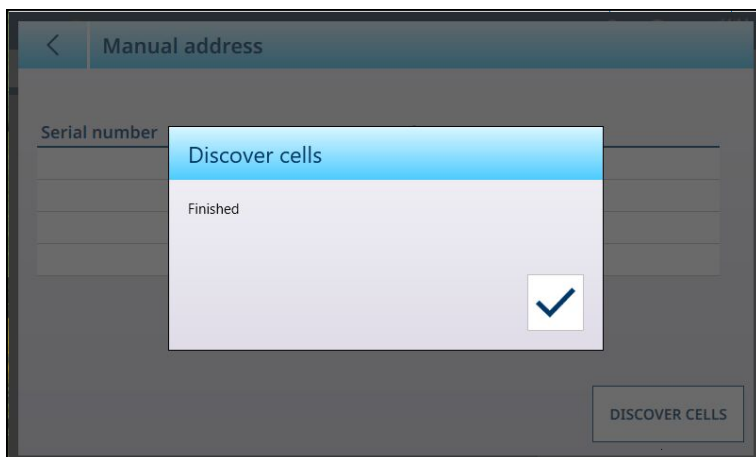 Manual address
Serial number
Discover cells
Finished
DISCOVER CELLS